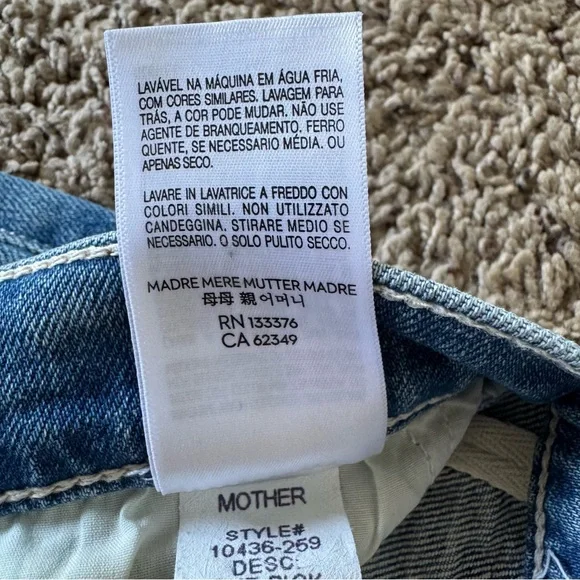 LAVÁVEL NA MÁQUINA EM ÁGUA FRIA,
COM CORES SIMILARES. LAVAGEM PARA
TRÁS, A COR PODE MUDAR. NÃO USE
AGENTE DE BRANQUEAMENTO. FERRO
QUENTE, SE NECESSARIO MÉDIA. OU
APENAS SECO.
LAVARE IN LAVATRICE A FREDDO CON
COLORI SIMILI. NON UTILIZZATO
CANDEGGINA. STIRARE MEDIO SE
NECESSARIO. O SOLO PULITO SECCO.
MADRE MERE MUTTER MADRE
母母 親 어머니
RN 133376
CA 62349
MOTHER
STYLE#
10436-259
DESC: